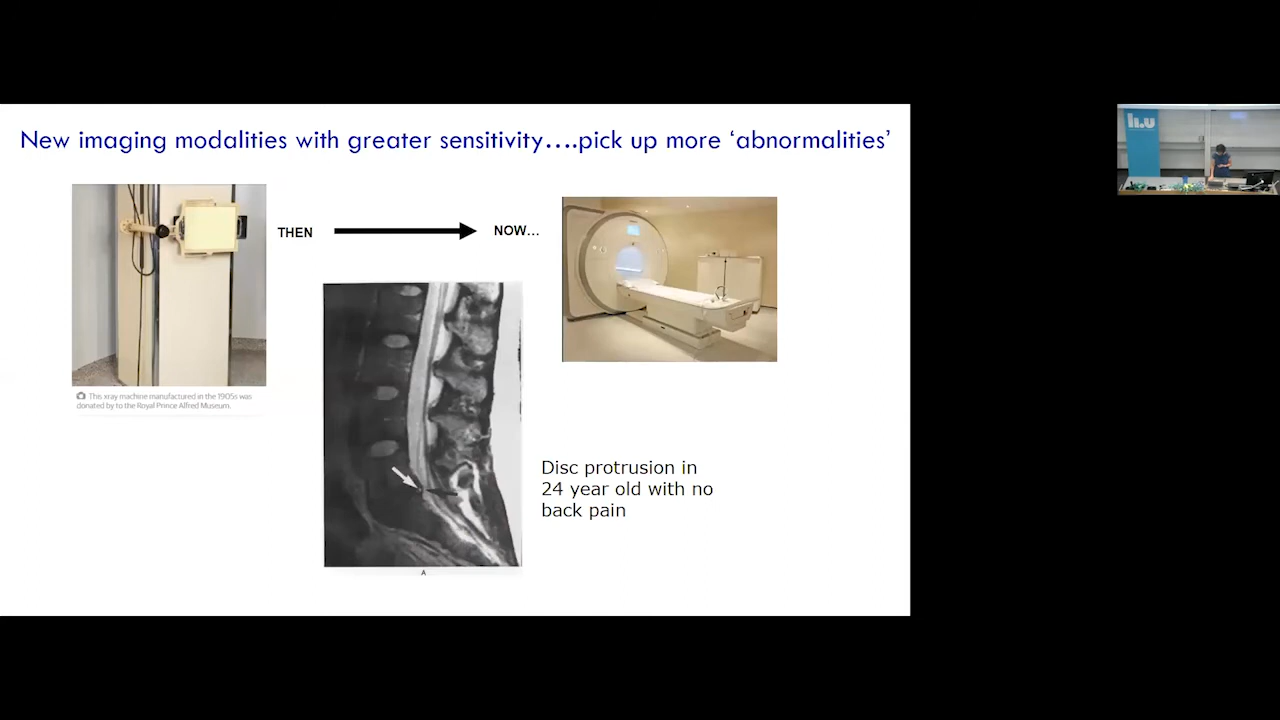 New imaging modalities with greater sensitivity….pick up more ‘abnormalities’
THEN
NOW…
This xray machine manufactured in the 1905s was
donated by to the Royal Prince Alfred Museum.
Disc protrusion in
24 year old with no
back pain
A